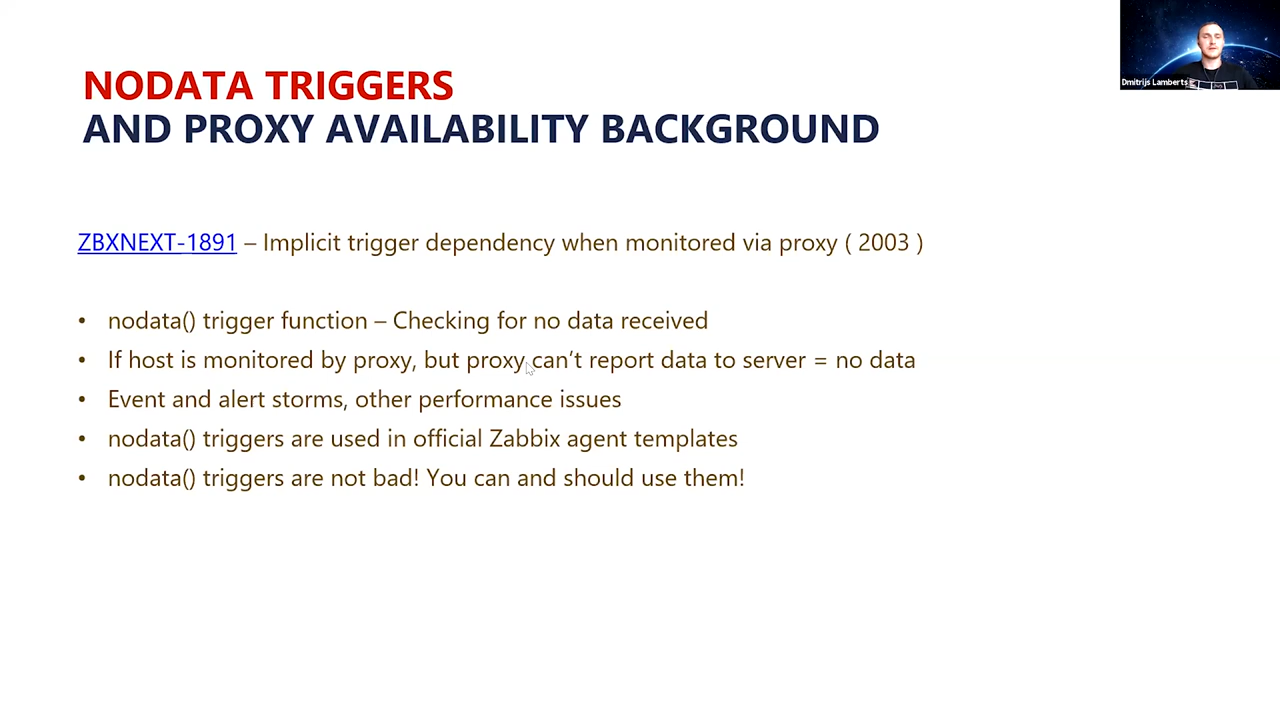 NODATA TRIGGERS
AND PROXY AVAILABILITY BACKGROUND
Dmitrijs Lamberts
ZBXNEXT-1891 – Implicit trigger dependency when monitored via proxy ( 2003 )
• nodata() trigger function – Checking for no data received
• If host is monitored by proxy, but proxy can’t report data to server = no data
• Event and alert storms, other performance issues
• nodata() triggers are used in official Zabbix agent templates
• nodata() triggers are not bad! You can and should use them!